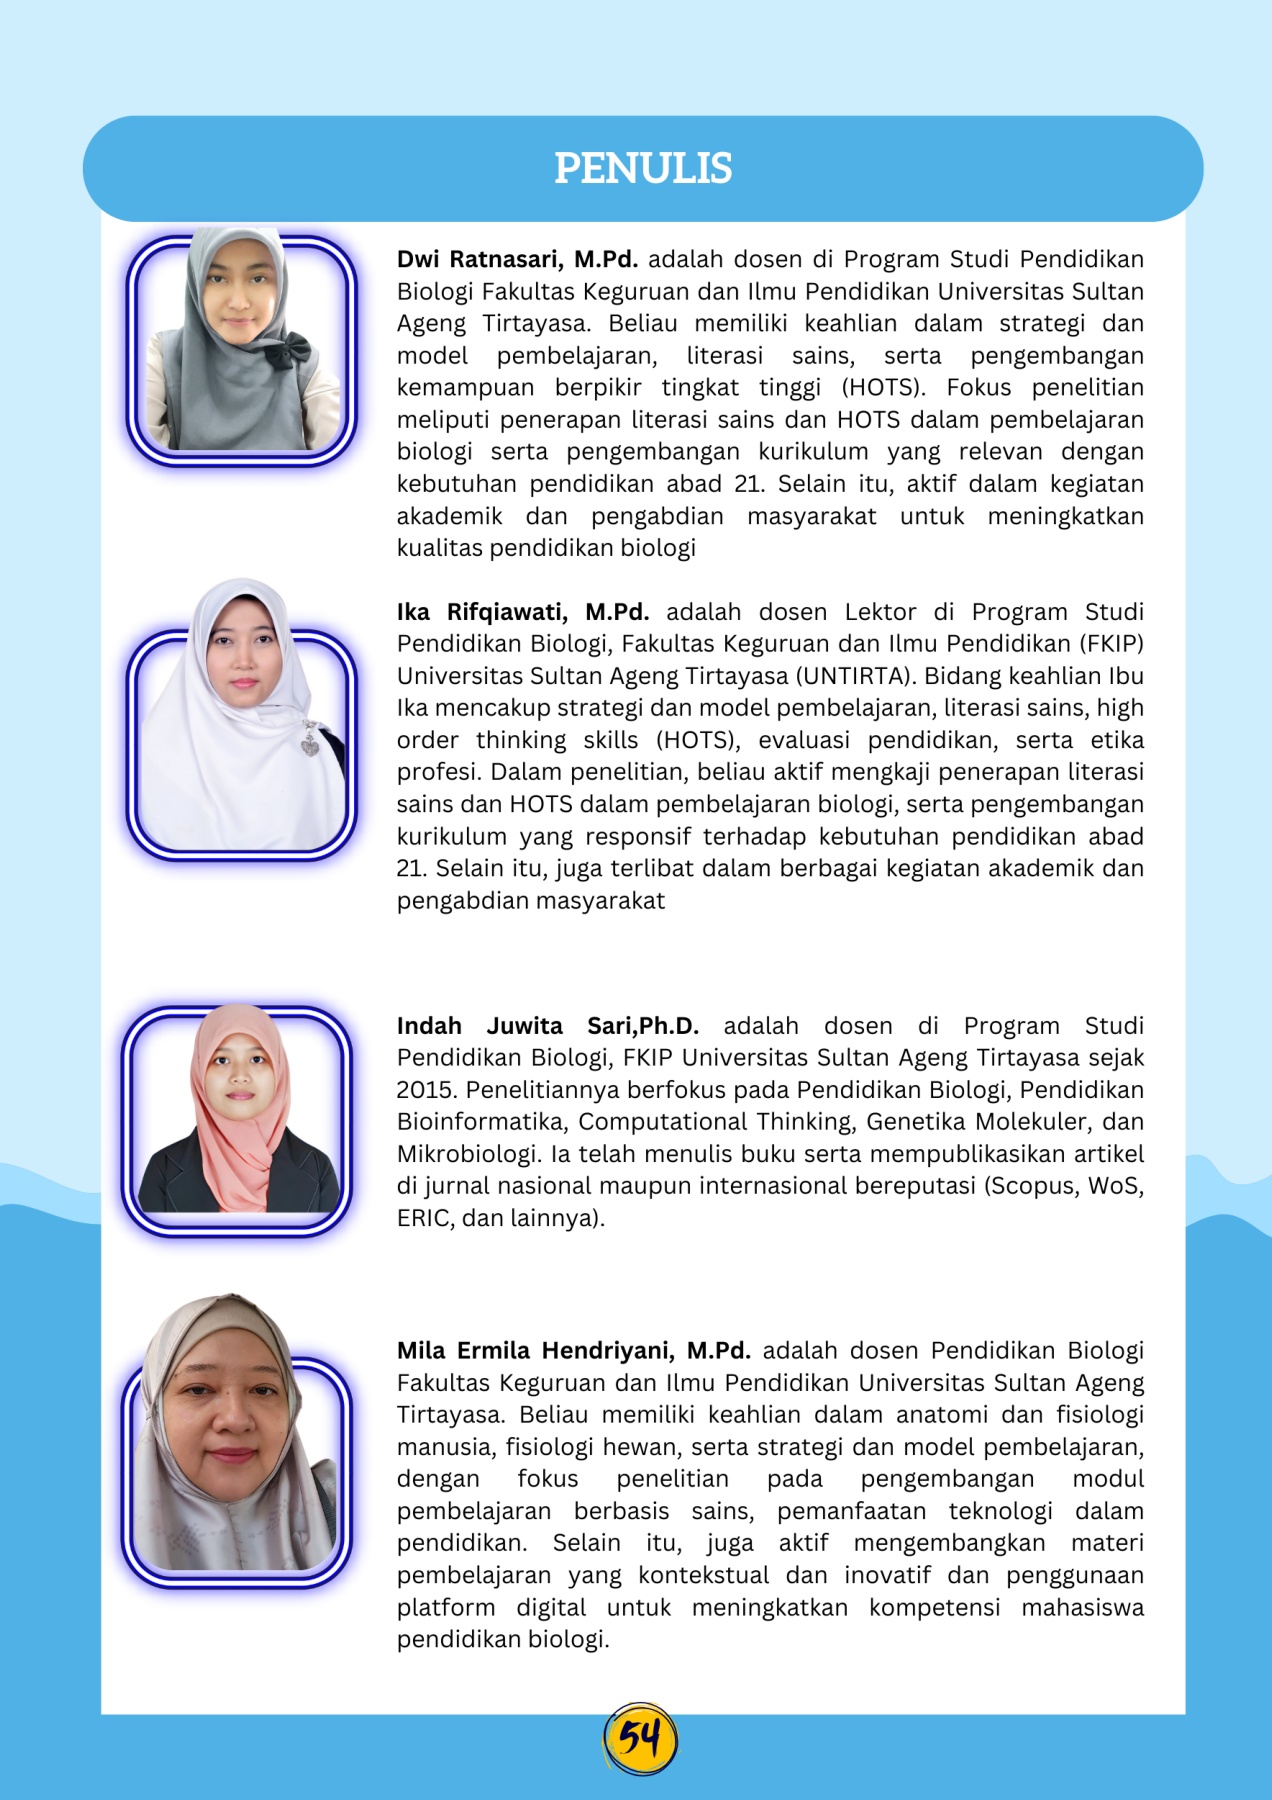 PENULIS
Dwi Ratnasari, M.Pd. adalah dosen di Program Studi Pendidikan
Biologi Fakultas Keguruan dan Ilmu Pendidikan Universitas Sultan
Ageng Tirtayasa. Beliau memiliki keahlian dalam strategi dan
model pembelajaran, literasi sains, serta pengembangan
kemampuan berpikir tingkat tinggi (HOTS). Fokus penelitian
meliputi penerapan literasi sains dan HOTS dalam pembelajaran
biologi serta pengembangan kurikulum yang relevan dengan
kebutuhan pendidikan abad 21. Selain itu, aktif dalam kegiatan
akademik dan pengabdian masyarakat untuk meningkatkan
kualitas pendidikan biologi
Ika Rifqiawati, M.Pd. adalah dosen Lektor di Program Studi
Pendidikan Biologi, Fakultas Keguruan dan Ilmu Pendidikan (FKIP)
Universitas Sultan Ageng Tirtayasa (UNTIRTA). Bidang keahlian Ibu
Ika mencakup strategi dan model pembelajaran, literasi sains, high
order thinking skills (HOTS), evaluasi pendidikan, serta etika
profesi. Dalam penelitian, beliau aktif mengkaji penerapan literasi
sains dan HOTS dalam pembelajaran biologi, serta pengembangan
kurikulum yang responsif terhadap kebutuhan pendidikan abad
21. Selain itu, juga terlibat dalam berbagai kegiatan akademik dan
pengabdian masyarakat
Indah Juwita Sari,Ph.D. adalah dosen di Program Studi
Pendidikan Biologi, FKIP Universitas Sultan Ageng Tirtayasa sejak
2015. Penelitiannya berfokus pada Pendidikan Biologi, Pendidikan
Bioinformatika, Computational Thinking, Genetika Molekuler, dan
Mikrobiologi. Ia telah menulis buku serta mempublikasikan artikel
di jurnal nasional maupun internasional bereputasi (Scopus, WoS,
ERIC, dan lainnya).
Mila Ermila Hendriyani, M.Pd. adalah dosen Pendidikan Biologi
Fakultas Keguruan dan Ilmu Pendidikan Universitas Sultan Ageng
Tirtayasa. Beliau memiliki keahlian dalam anatomi dan fisiologi
manusia, fisiologi hewan, serta strategi dan model pembelajaran,
dengan fokus penelitian pada pengembangan modul
pembelajaran berbasis sains, pemanfaatan teknologi dalam
pendidikan. Selain itu, juga aktif mengembangkan materi
pembelajaran yang kontekstual dan inovatif dan penggunaan
platform digital untuk meningkatkan kompetensi mahasiswa
pendidikan biologi.
54